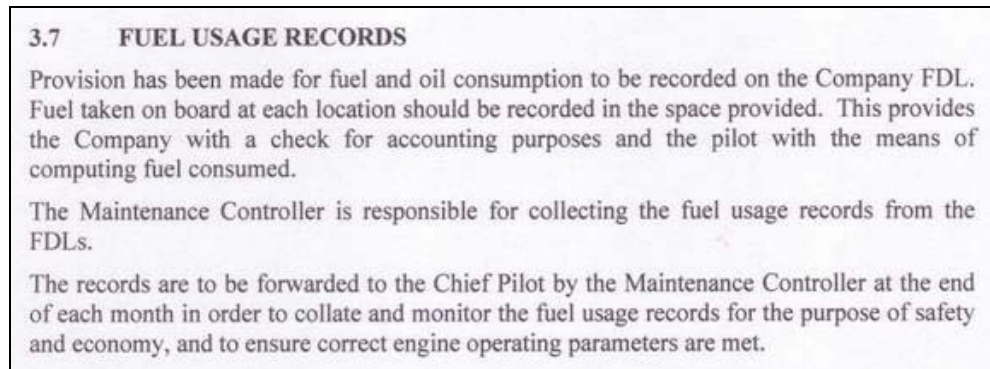 3.7 FUEL USAGE RECORDS
Provision has been made for fuel and oil consumption to be recorded on the Company FDL.
Fuel taken on board at each location should be recorded in the space provided. This provides
the Company with a check for accounting purposes and the pilot with the means of
computing fuel consumed.
The Maintenance Controller is responsible for collecting the fuel usage records from the
FDLs.
The records are to be forwarded to the Chief Pilot by the Maintenance Controller at the end
of each month in order to collate and monitor the fuel usage records for the purpose of safety
and economy, and to ensure correct engine operating parameters are met.